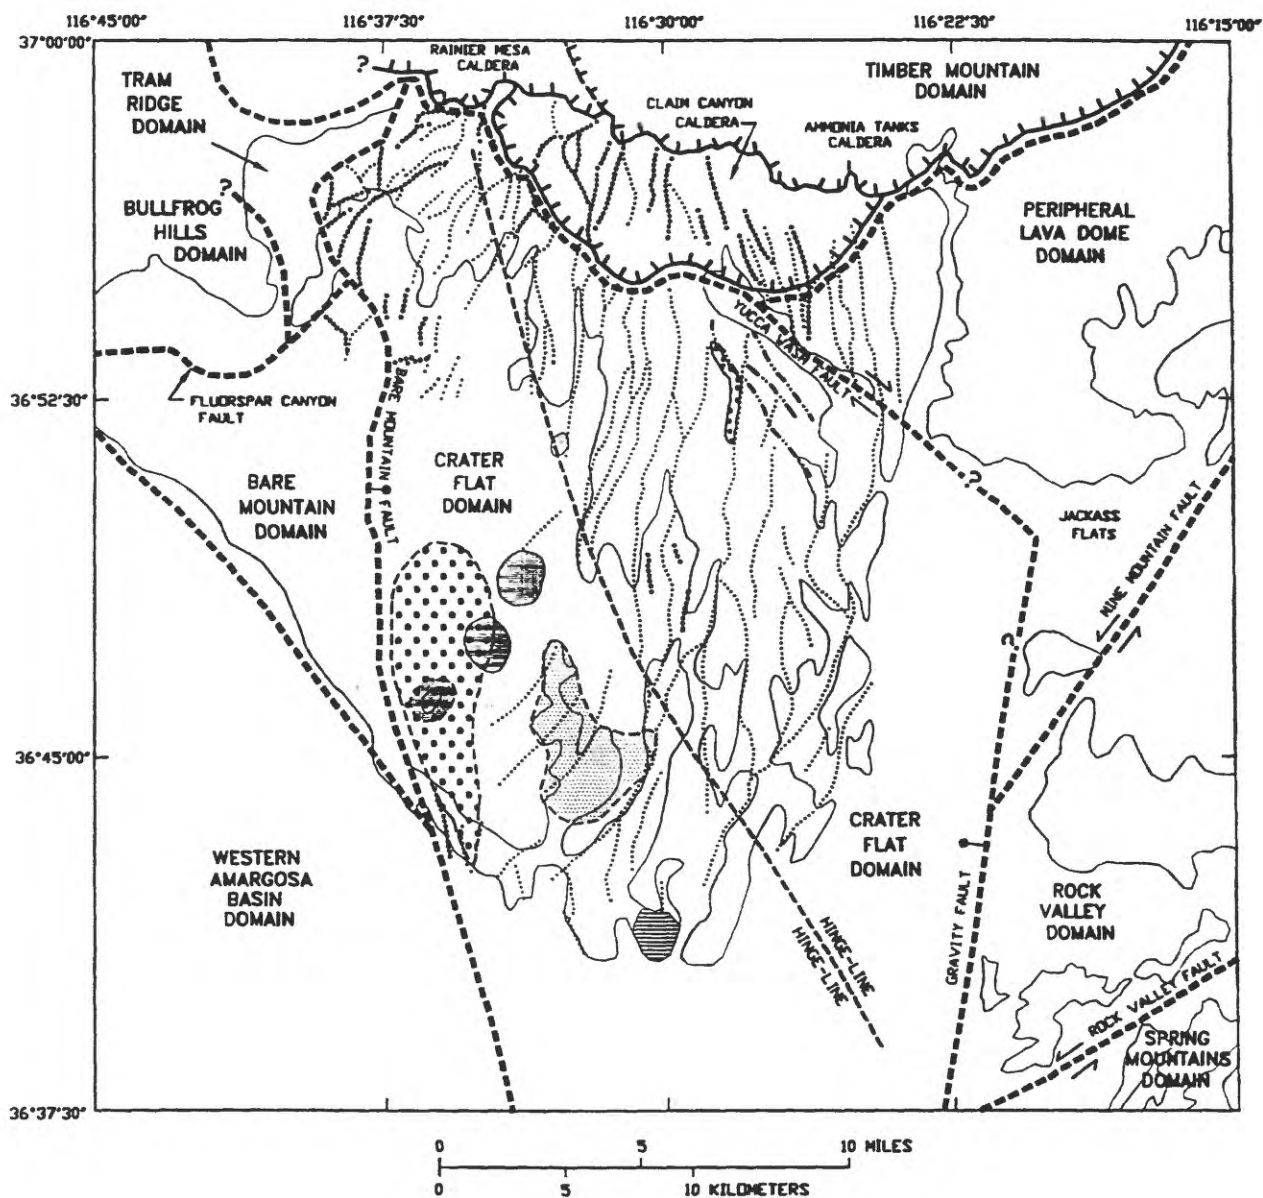 116°45'00"
116°37'30"
116°30'00"
116°22'30"
116°15'00"
37°00'00"
?
RAINIER MESA
CALDERA
TRAM
RIDGE
DOMAIN
TIMBER MOUNTAIN
DOMAIN
CLAIM CANYON
CALDERA
AMMONIA TANKS
CALDERA
?
BULLFROG
HILLS
DOMAIN
PERIPHERAL
LAVA DOME
DOMAIN
YUCCA WASH FAULT
36°52'30"
FLUORSPAR CANYON
FAULT
BARE MOUNTAIN FAULT
BARE
MOUNTAIN
DOMAIN
CRATER
FLAT
DOMAIN
?
JACKASS
FLATS
MINE MOUNTAIN FAULT
?
36°45'00"
CRATER
FLAT
DOMAIN
WESTERN
AMARGOSA
BASIN
DOMAIN
ROCK
VALLEY
DOMAIN
HINGE-LINE
HINGE-LINE
GRAVITY FAULT
ROCK VALLEY FAULT
SPRING
MOUNTAINS
DOMAIN
36°37'30"
0 5 10 MILES
0 5 10 KILOMETERS